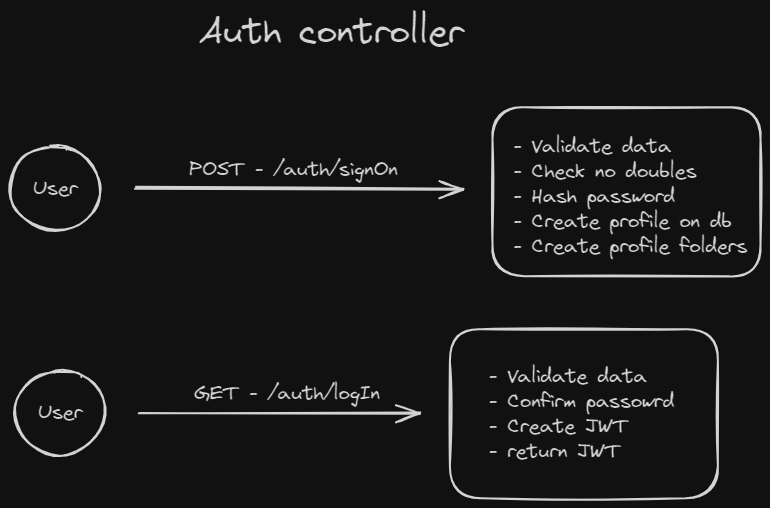 Auth controller
User
POST - /auth/signOn
- Validate data
- Check no doubles
- Hash password
- Create profile on db
- Create profile folders
User
GET - /auth/logIn
- Validate data
- Confirm passowrd
- Create JWT
- return JWT